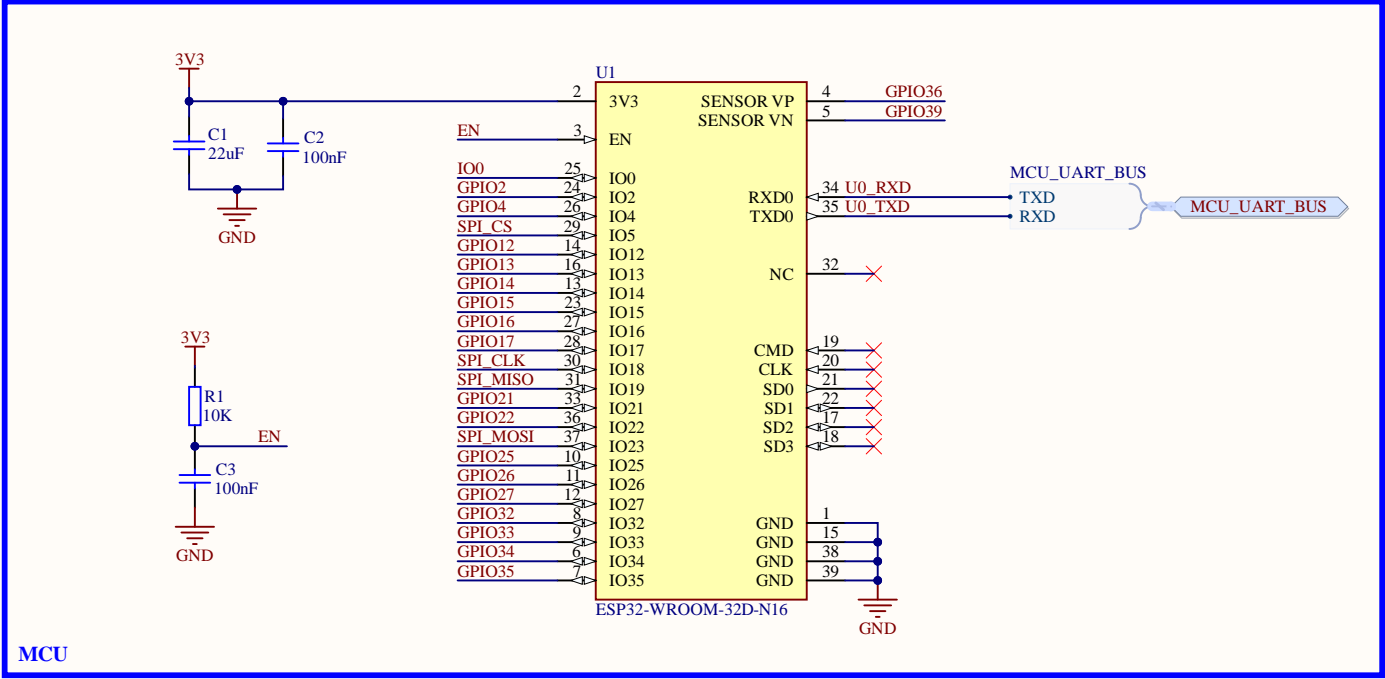 3V3
C1
22uF
C2
100nF
GND
3V3
R1
10K
EN
C3
100nF
GND
U1
2 3V3
EN 3 EN
IO0 25 IO0
GPIO2 24 IO2
GPIO4 26 IO4
SPI_CS 29 IO5
GPIO12 14 IO12
GPIO13 16 IO13
GPIO14 13 IO14
GPIO15 23 IO15
GPIO16 27 IO16
GPIO17 28 IO17
SPI_CLK 30 IO18
SPI_MISO 31 IO19
GPIO21 33 IO21
GPIO22 36 IO22
SPI_MOSI 37 IO23
GPIO25 10 IO25
GPIO26 11 IO26
GPIO27 12 IO27
GPIO32 8 IO32
GPIO33 9 IO33
GPIO34 6 IO34
GPIO35 7 IO35
SENSOR VP 4 GPIO36
SENSOR VN 5 GPIO39
RXD0 34 U0_RXD
TXD0 35 U0_TXD
NC 32
CMD 19
CLK 20
SD0 21
SD1 22
SD2 17
SD3 18
GND 1
GND 15
GND 38
GND 39
ESP32-WROOM-32D-N16
GND
MCU_UART_BUS
TXD
RXD
MCU_UART_BUS
MCU